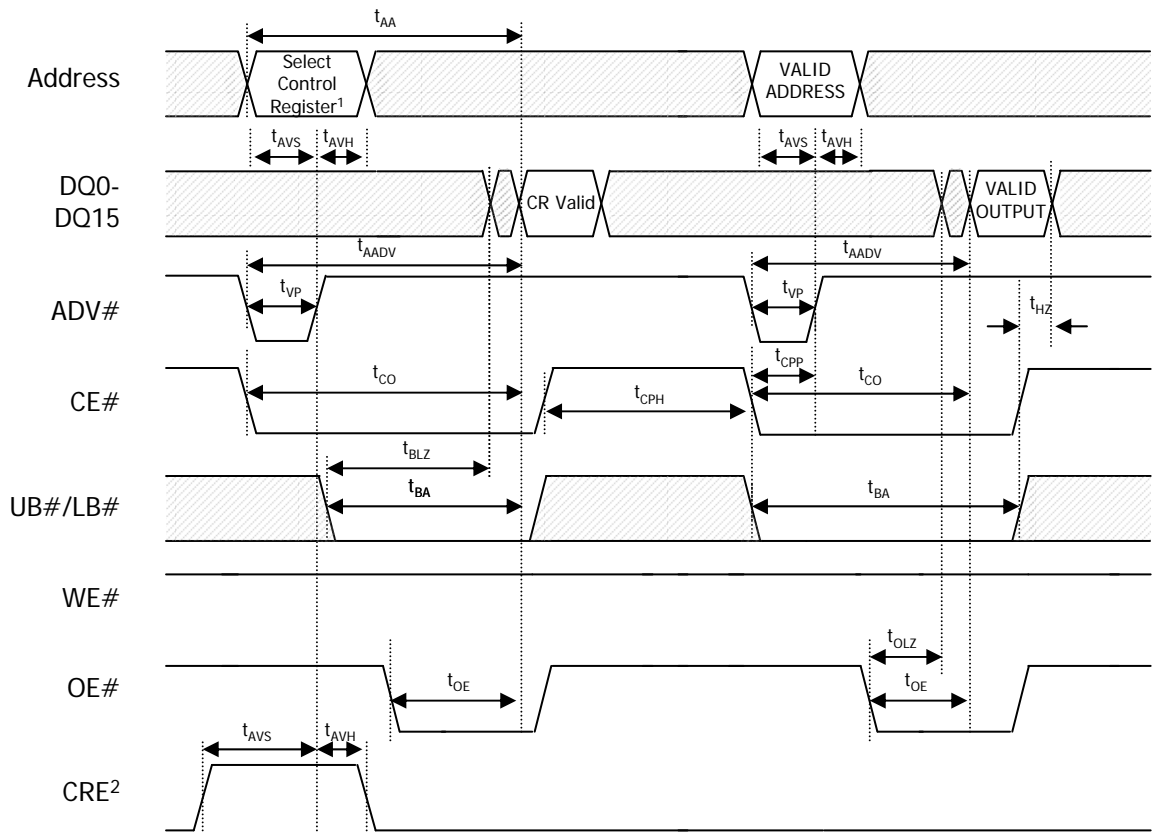 tAA
Address
Select
Control
Register1
VALID
ADDRESS
tAVS
tAVH
tAVS
tAVH
DQ0-
DQ15
CR Valid
VALID
OUTPUT
tAADV
tAADV
ADV#
tVP
tVP
tHZ
tCPP
CE#
tCO
tCPH
tCO
tBLZ
UB#/LB#
tBA
tBA
WE#
tOLZ
OE#
tOE
tOE
tAVS
tAVH
CRE2